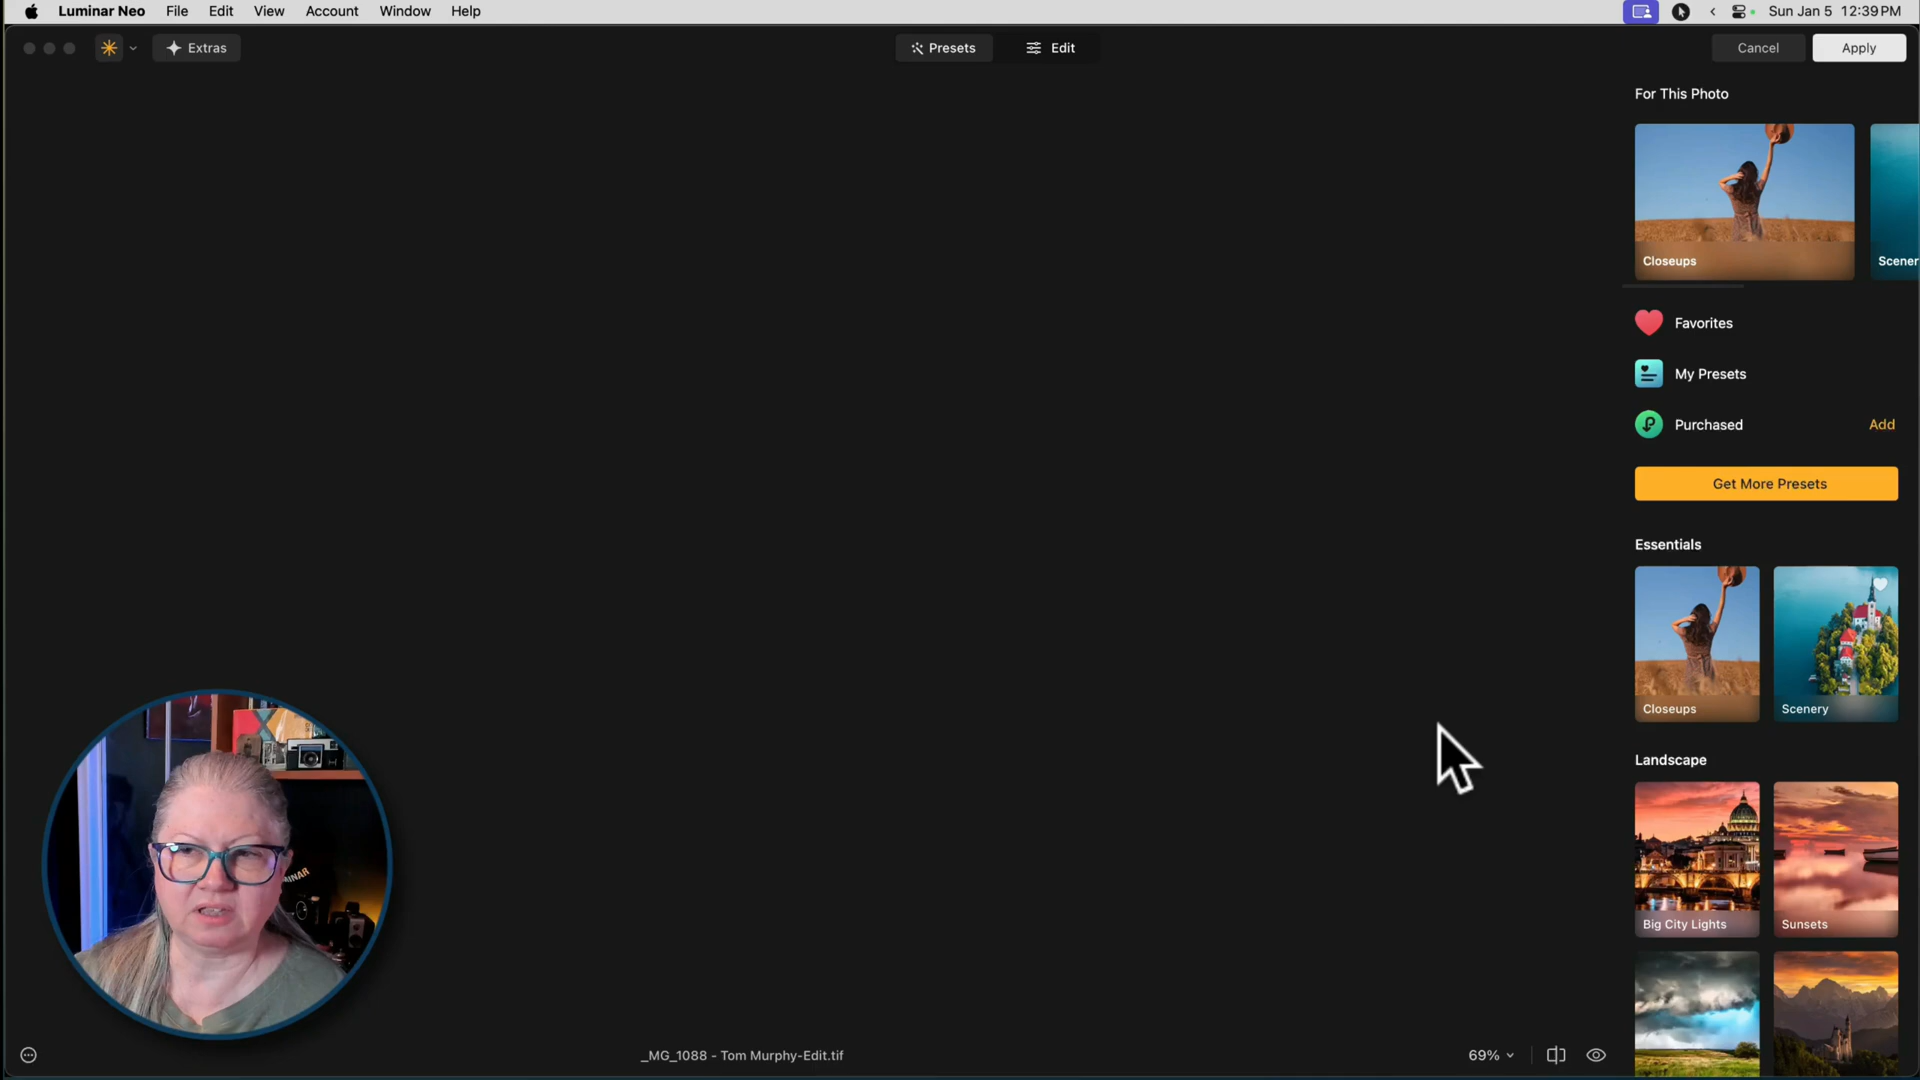 Luminar Neo File Edit View Account Window Help Sun Jan 5 12:39 PM
Extras Presets Edit Cancel Apply
For This Photo
Closeups
Scener
Favorites
My Presets
Purchased Add
Get More Presets
Essentials
Closeups
Scenery
Landscape
Big City Lights
Sunsets
MINAR
_MG_1088 - Tom Murphy-Edit.tif 69%